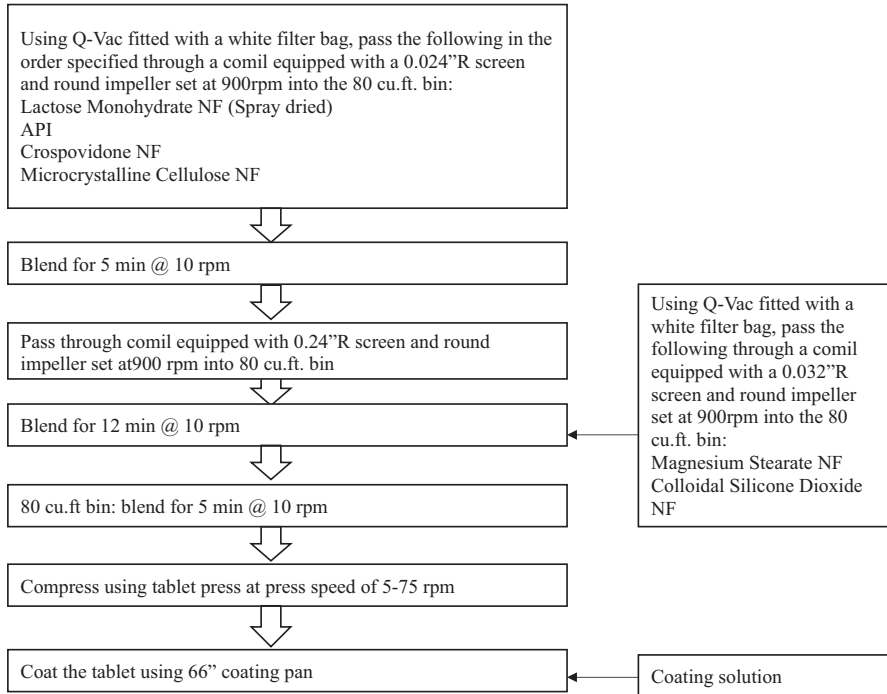 Using Q-Vac fitted with a white filter bag, pass the following in the
order specified through a comil equipped with a 0.024”R screen
and round impeller set at 900rpm into the 80 cu.ft. bin:
Lactose Monohydrate NF (Spray dried)
API
Crospovidone NF
Microcrystalline Cellulose NF
Blend for 5 min @ 10 rpm
Pass through comil equipped with 0.24”R screen and round
impeller set at900 rpm into 80 cu.ft. bin
Blend for 12 min @ 10 rpm
Using Q-Vac fitted with a
white filter bag, pass the
following through a comil
equipped with a 0.032”R
screen and round impeller
set at 900rpm into the 80
cu.ft. bin:
Magnesium Stearate NF
Colloidal Silicone Dioxide
NF
80 cu.ft bin: blend for 5 min @ 10 rpm
Compress using tablet press at press speed of 5-75 rpm
Coat the tablet using 66” coating pan
Coating solution